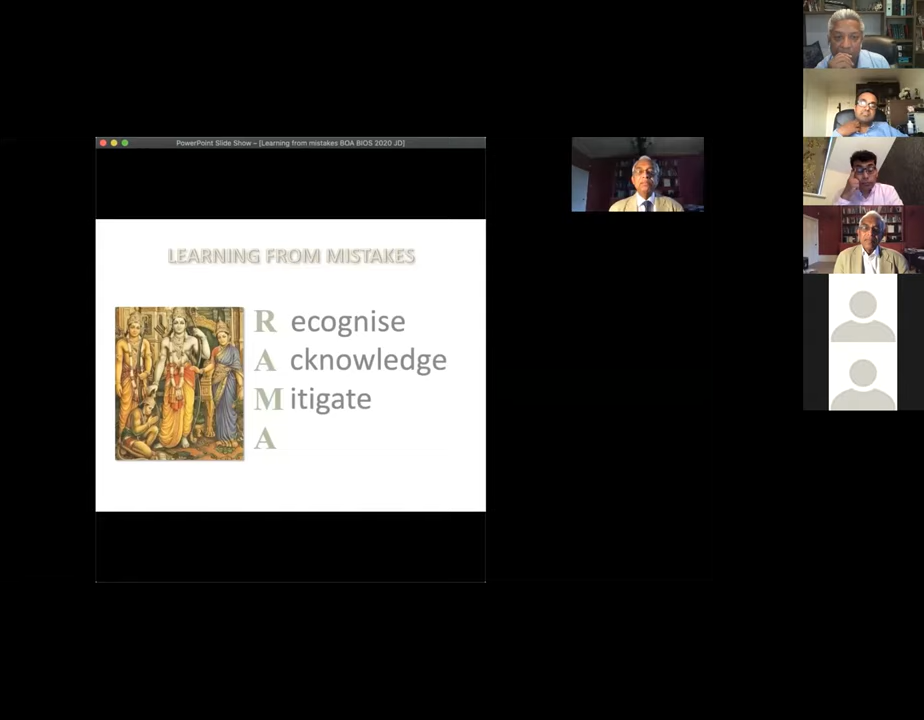 PowerPoint Slide Show - [Learning from mistakes BOA BIOS 2020 JD]
LEARNING FROM MISTAKES
R ecognise
A cknowledge
M itigate
A